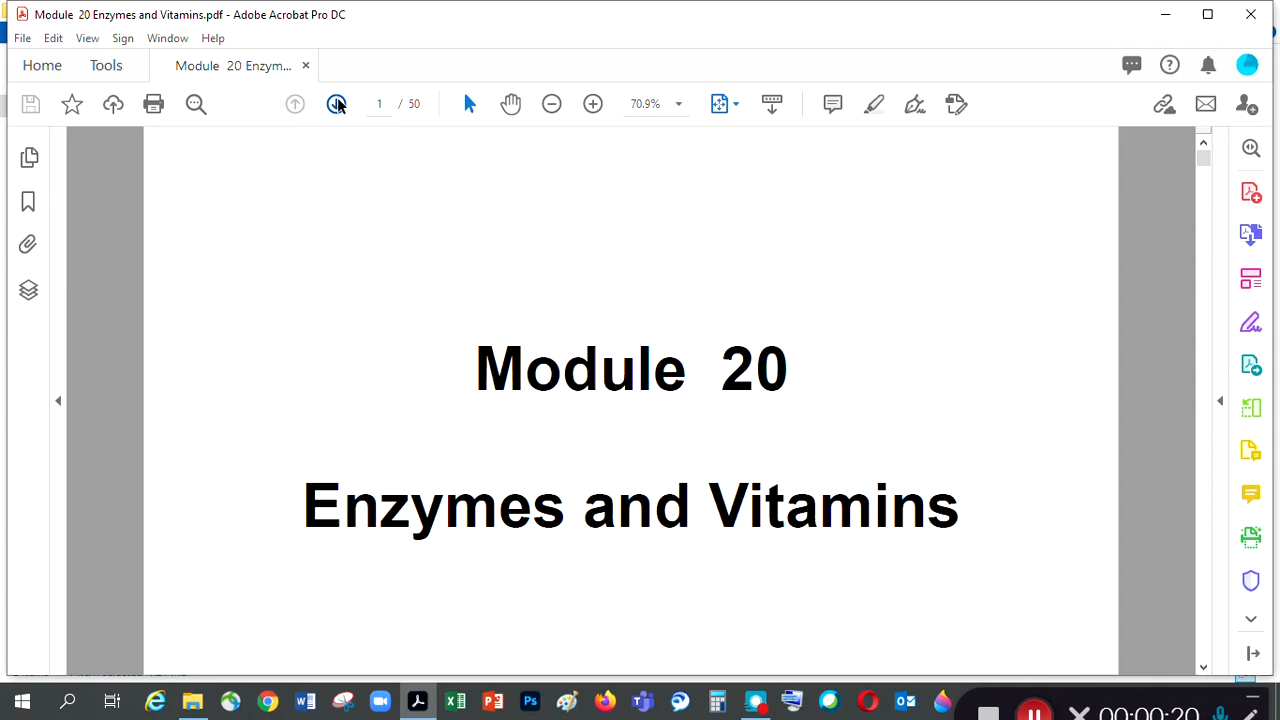 Module 20 Enzymes and Vitamins.pdf - Adobe Acrobat Pro DC
File Edit View Sign Window Help
Home Tools Module 20 Enzym... ×
1 / 50 70.9%
Module 20
Enzymes and Vitamins
00:00:20